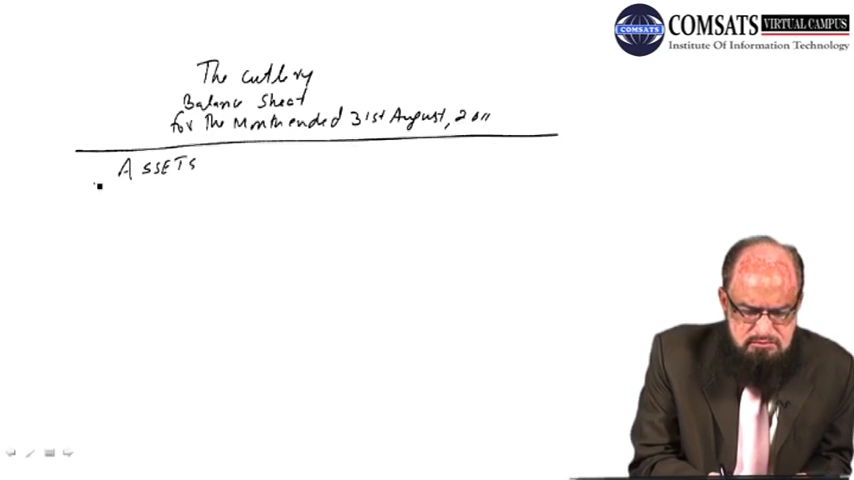 COMSATS VIRTUAL CAMPUS
Institute Of Information Technology
COMSATS
The Cutlery
Balance Sheet
for The Month ended 31st August, 2011
ASSETS